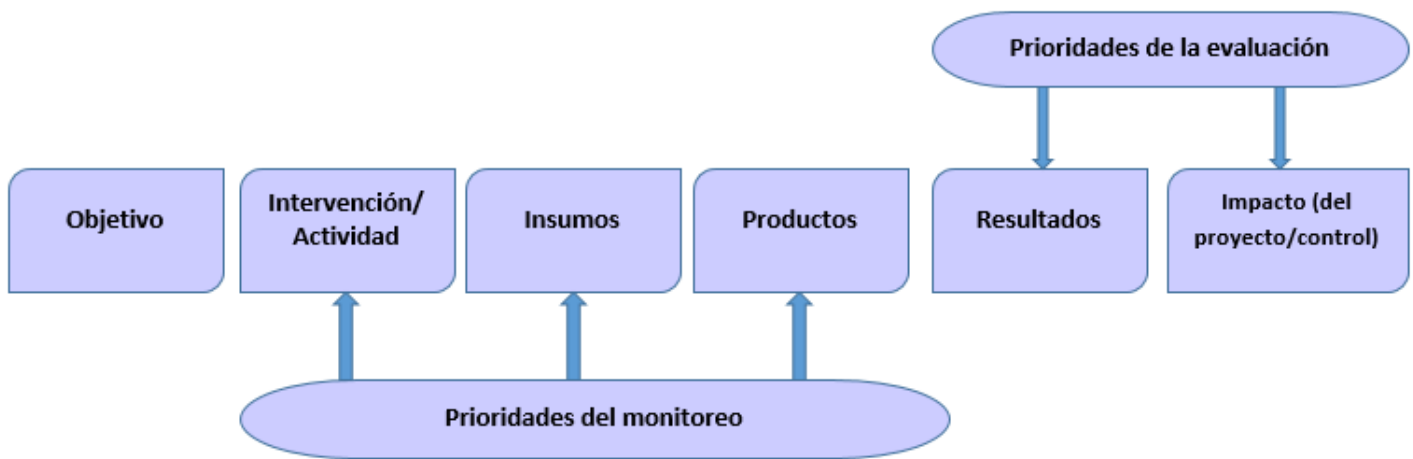 Prioridades de la evaluación
Objetivo
Intervención/
Actividad
Insumos
Productos
Resultados
Impacto (del
proyecto/control)
Prioridades del monitoreo